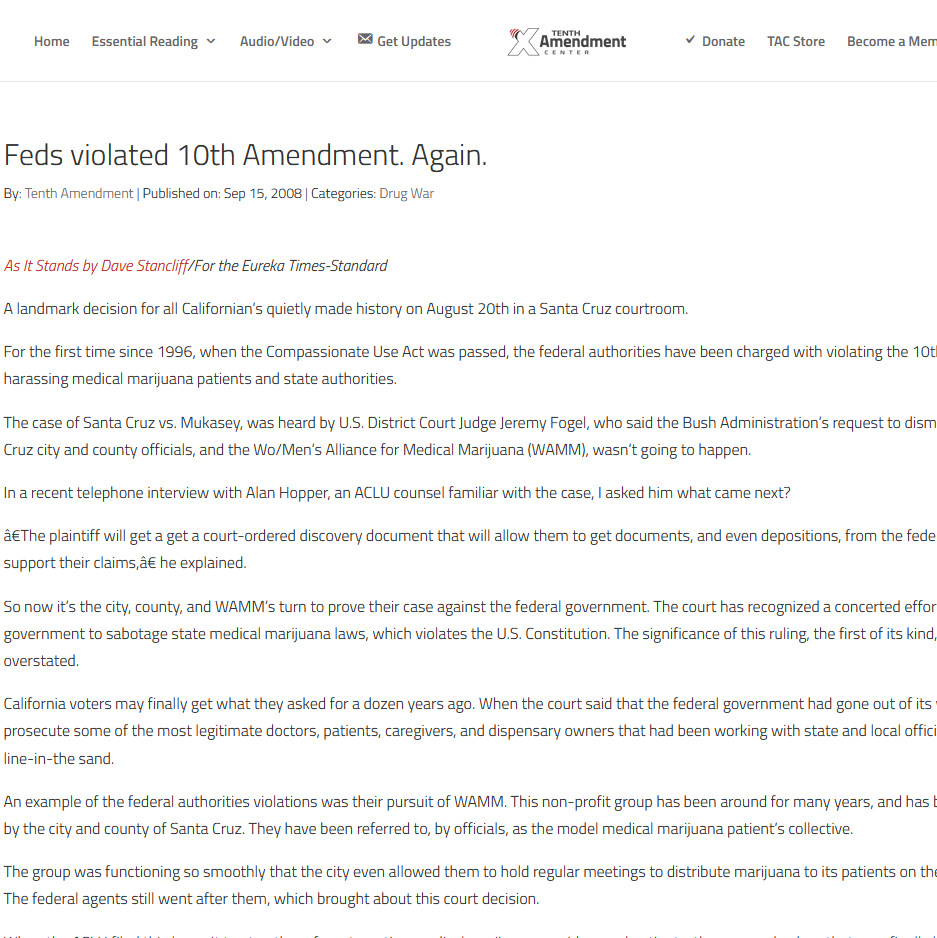 Home Essential Reading Audio/Video Get Updates TENTH Amendment CENTER Donate TAC Store Become a Mem
Feds violated 10th Amendment. Again.
By: Tenth Amendment | Published on: Sep 15, 2008 | Categories: Drug War
As It Stands by Dave Stancliff/For the Eureka Times-Standard
A landmark decision for all Californian’s quietly made history on August 20th in a Santa Cruz courtroom.
For the first time since 1996, when the Compassionate Use Act was passed, the federal authorities have been charged with violating the 10t
harassing medical marijuana patients and state authorities.
The case of Santa Cruz vs. Mukasey, was heard by U.S. District Court Judge Jeremy Fogel, who said the Bush Administration’s request to dism
Cruz city and county officials, and the Wo/Men’s Alliance for Medical Marijuana (WAMM), wasn’t going to happen.
In a recent telephone interview with Alan Hopper, an ACLU counsel familiar with the case, I asked him what came next?
â€The plaintiff will get a get a court-ordered discovery document that will allow them to get documents, and even depositions, from the fede
support their claims,â€ he explained.
So now it’s the city, county, and WAMM’s turn to prove their case against the federal government. The court has recognized a concerted effor
government to sabotage state medical marijuana laws, which violates the U.S. Constitution. The significance of this ruling, the first of its kind,
overstated.
California voters may finally get what they asked for a dozen years ago. When the court said that the federal government had gone out of its
prosecute some of the most legitimate doctors, patients, caregivers, and dispensary owners that had been working with state and local offici
line-in-the sand.
An example of the federal authorities violations was their pursuit of WAMM. This non-profit group has been around for many years, and has b
by the city and county of Santa Cruz. They have been referred to, by officials, as the model medical marijuana patient’s collective.
The group was functioning so smoothly that the city even allowed them to hold regular meetings to distribute marijuana to its patients on the
The federal agents still went after them, which brought about this court decision.